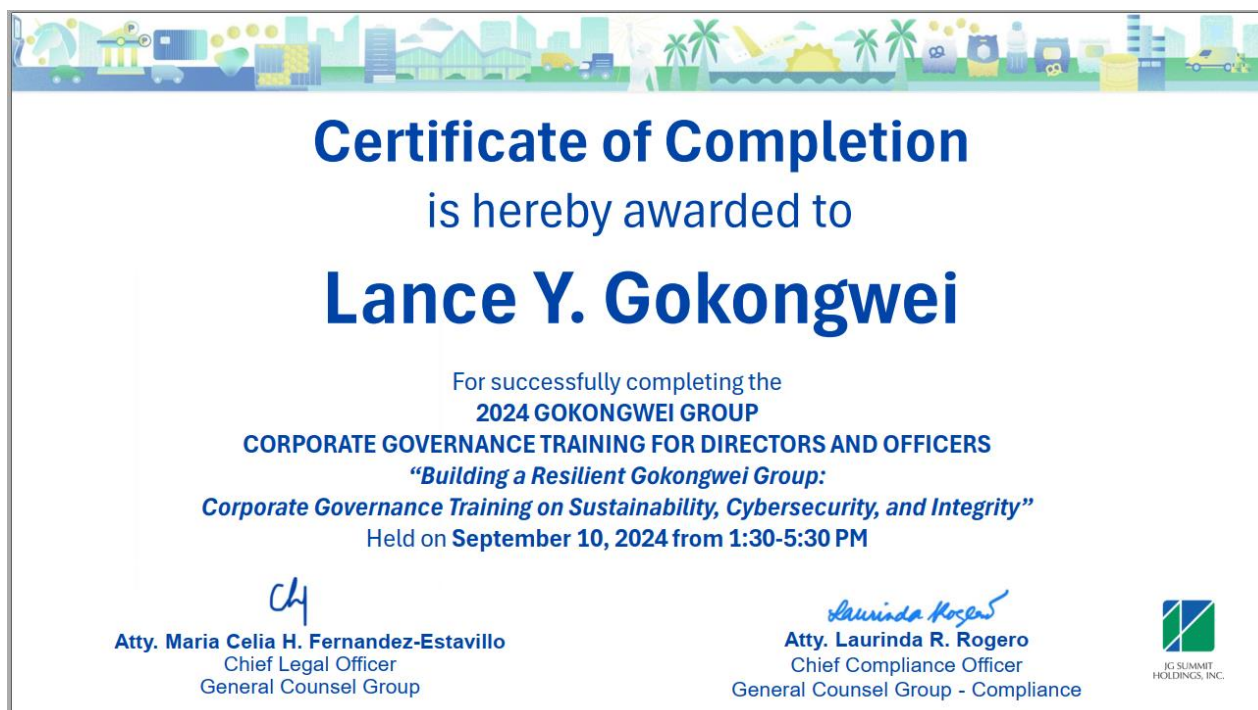 Certificate of Completion
is hereby awarded to
Lance Y. Gokongwei
For successfully completing the
2024 GOKONGWEI GROUP
CORPORATE GOVERNANCE TRAINING FOR DIRECTORS AND OFFICERS
“Building a Resilient Gokongwei Group:
Corporate Governance Training on Sustainability, Cybersecurity, and Integrity”
Held on September 10, 2024 from 1:30-5:30 PM
Atty. Maria Celia H. Fernandez-Estavillo
Chief Legal Officer
General Counsel Group
Laurinda Rogero
Atty. Laurinda R. Rogero
Chief Compliance Officer
General Counsel Group - Compliance
JG SUMMIT
HOLDINGS, INC.